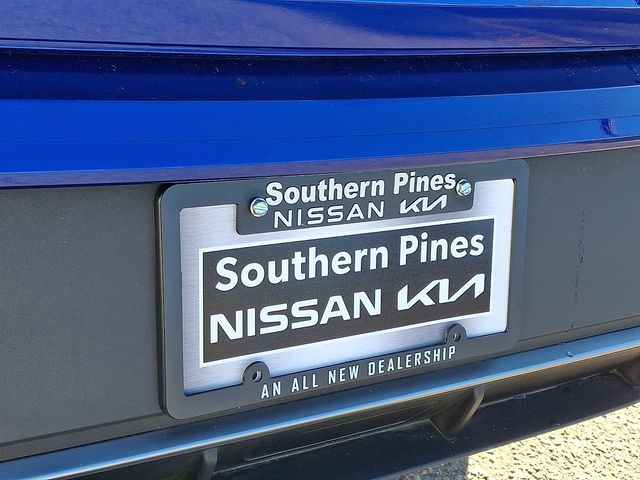 Southern Pines
NISSAN KIA
Southern Pines
NISSAN KIA
AN ALL NEW DEALERSHIP